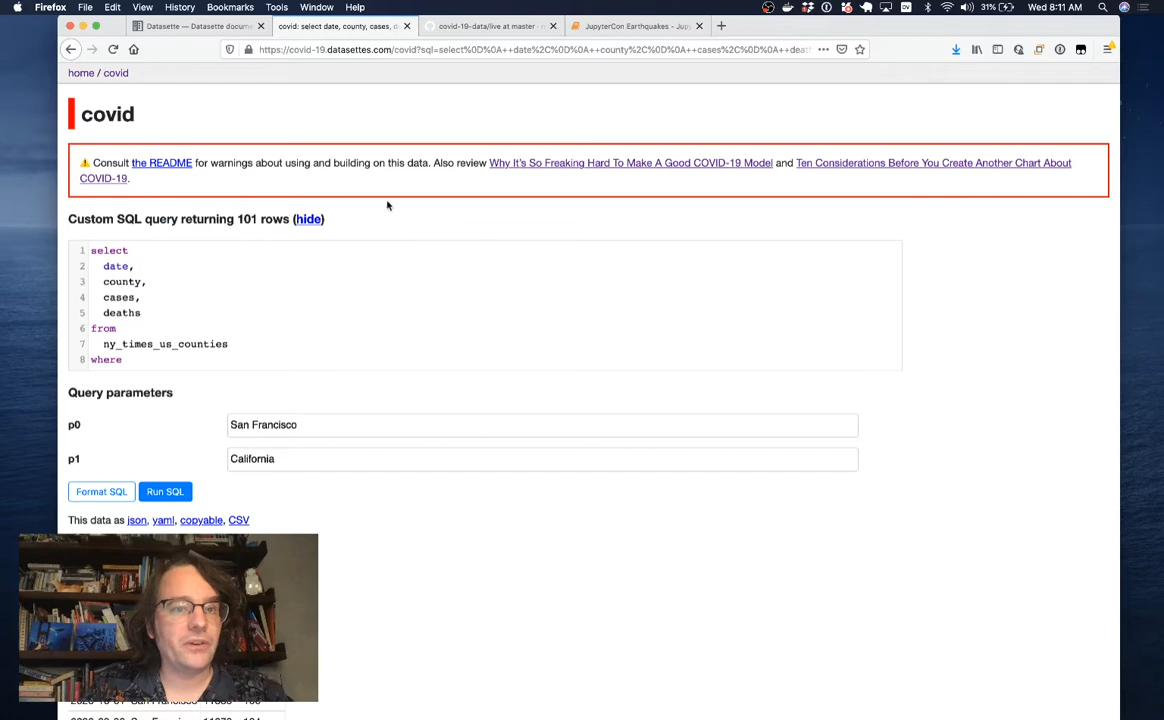 Firefox File Edit View History Bookmarks Tools Window Help 31% Wed 8:11 AM
Datasette — Datasette docum
covid: select date, county, cases, d
covid-19-data/live at master · n
JupyterCon Earthquakes - Jup
https://covid-19.datasettes.com/covid?sql=select%0D%0A++date%2C%0D%0A++county%2C%0D%0A++cases%2C%0D%0A++deat
home / covid
covid
⚠️ Consult the README for warnings about using and building on this data. Also review Why It's So Freaking Hard To Make A Good COVID-19 Model and Ten Considerations Before You Create Another Chart About
COVID-19.
Custom SQL query returning 101 rows (hide)
1 select
2 date,
3 county,
4 cases,
5 deaths
6 from
7 ny_times_us_counties
8 where
Query parameters
p0 San Francisco
p1 California
Format SQL Run SQL
This data as json, yaml, copyable, CSV